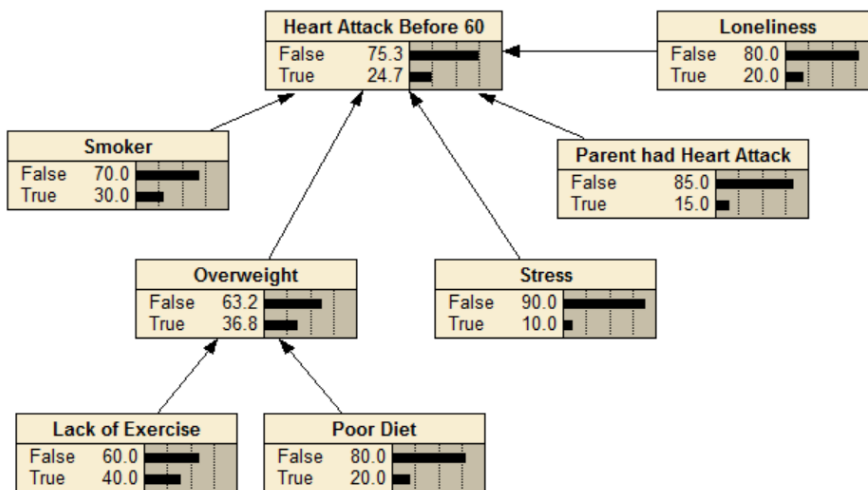 Heart Attack Before 60
False 75.3
True 24.7
Loneliness
False 80.0
True 20.0
Smoker
False 70.0
True 30.0
Parent had Heart Attack
False 85.0
True 15.0
Overweight
False 63.2
True 36.8
Stress
False 90.0
True 10.0
Lack of Exercise
False 60.0
True 40.0
Poor Diet
False 80.0
True 20.0